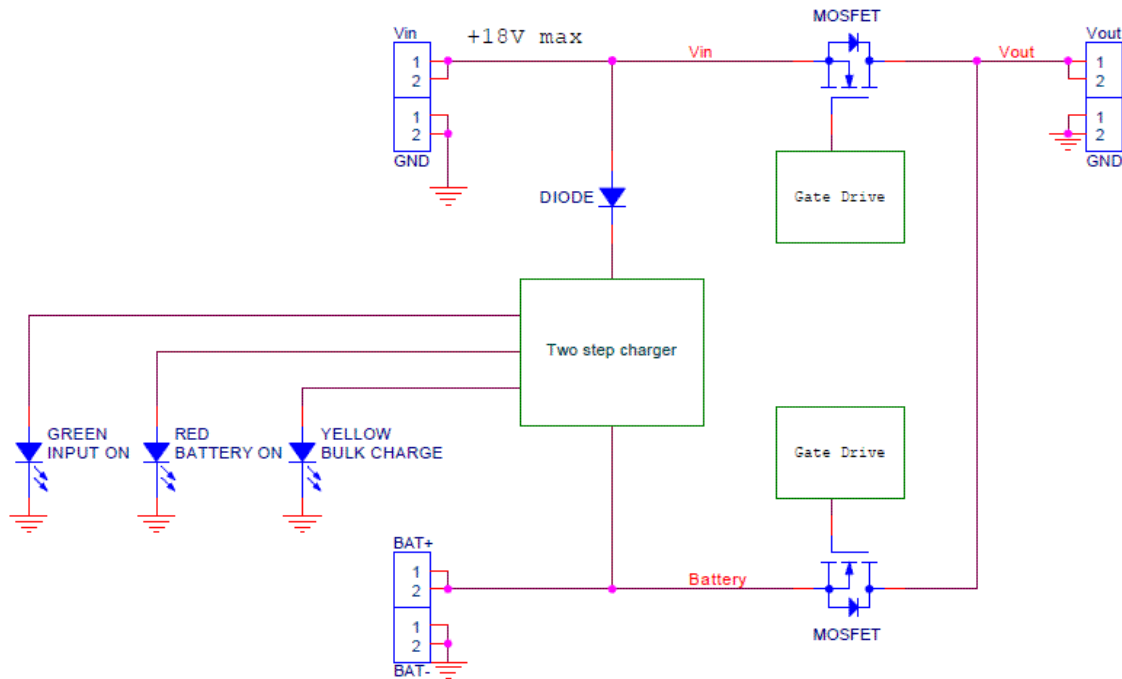 MOSFET
Vin
+18V max
Vin
Vout
Vout
1
2
1
2
GND
1
2
1
2
GND
Gate Drive
DIODE
Two step charger
GREEN
INPUT ON
RED
BATTERY ON
YELLOW
BULK CHARGE
Gate Drive
BAT+
1
2
1
2
BAT-
Battery
MOSFET